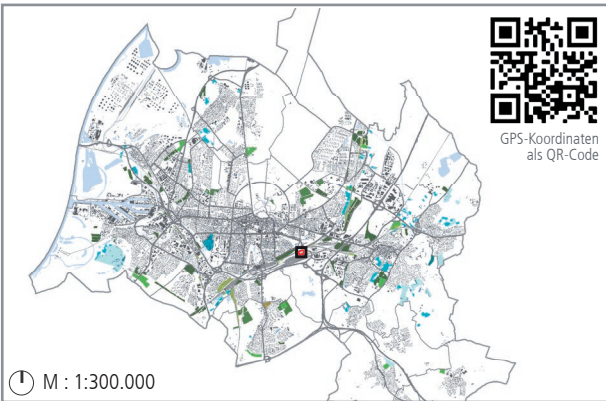 GPS-Koordinaten
als QR-Code
M : 1:300.000